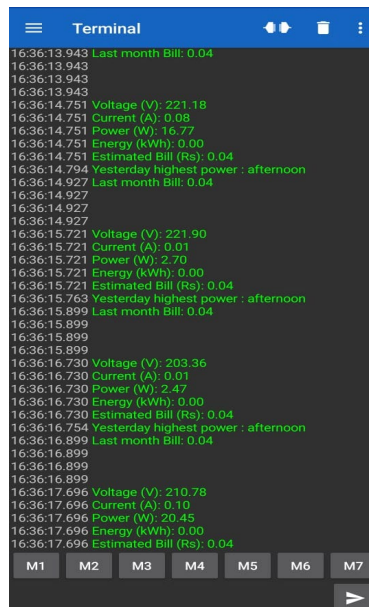 Terminal
16:36:13.943 Last month Bill: 0.04
16:36:13.943
16:36:13.943
16:36:13.943
16:36:14.751 Voltage (V): 221.18
16:36:14.751 Current (A): 0.08
16:36:14.751 Power (W): 16.77
16:36:14.751 Energy (kWh): 0.00
16:36:14.751 Estimated Bill (Rs): 0.04
16:36:14.794 Yesterday highest power : afternoon
16:36:14.927 Last month Bill: 0.04
16:36:14.927
16:36:14.927
16:36:14.927
16:36:15.721 Voltage (V): 221.90
16:36:15.721 Current (A): 0.01
16:36:15.721 Power (W): 2.70
16:36:15.721 Energy (kWh): 0.00
16:36:15.721 Estimated Bill (Rs): 0.04
16:36:15.763 Yesterday highest power : afternoon
16:36:15.899 Last month Bill: 0.04
16:36:15.899
16:36:15.899
16:36:15.899
16:36:16.730 Voltage (V): 203.36
16:36:16.730 Current (A): 0.01
16:36:16.730 Power (W): 2.47
16:36:16.730 Energy (kWh): 0.00
16:36:16.730 Estimated Bill (Rs): 0.04
16:36:16.754 Yesterday highest power : afternoon
16:36:16.899 Last month Bill: 0.04
16:36:16.899
16:36:16.899
16:36:16.899
16:36:17.696 Voltage (V): 210.78
16:36:17.696 Current (A): 0.10
16:36:17.696 Power (W): 20.45
16:36:17.696 Energy (kWh): 0.00
16:36:17.696 Estimated Bill (Rs): 0.04
M1 M2 M3 M4 M5 M6 M7